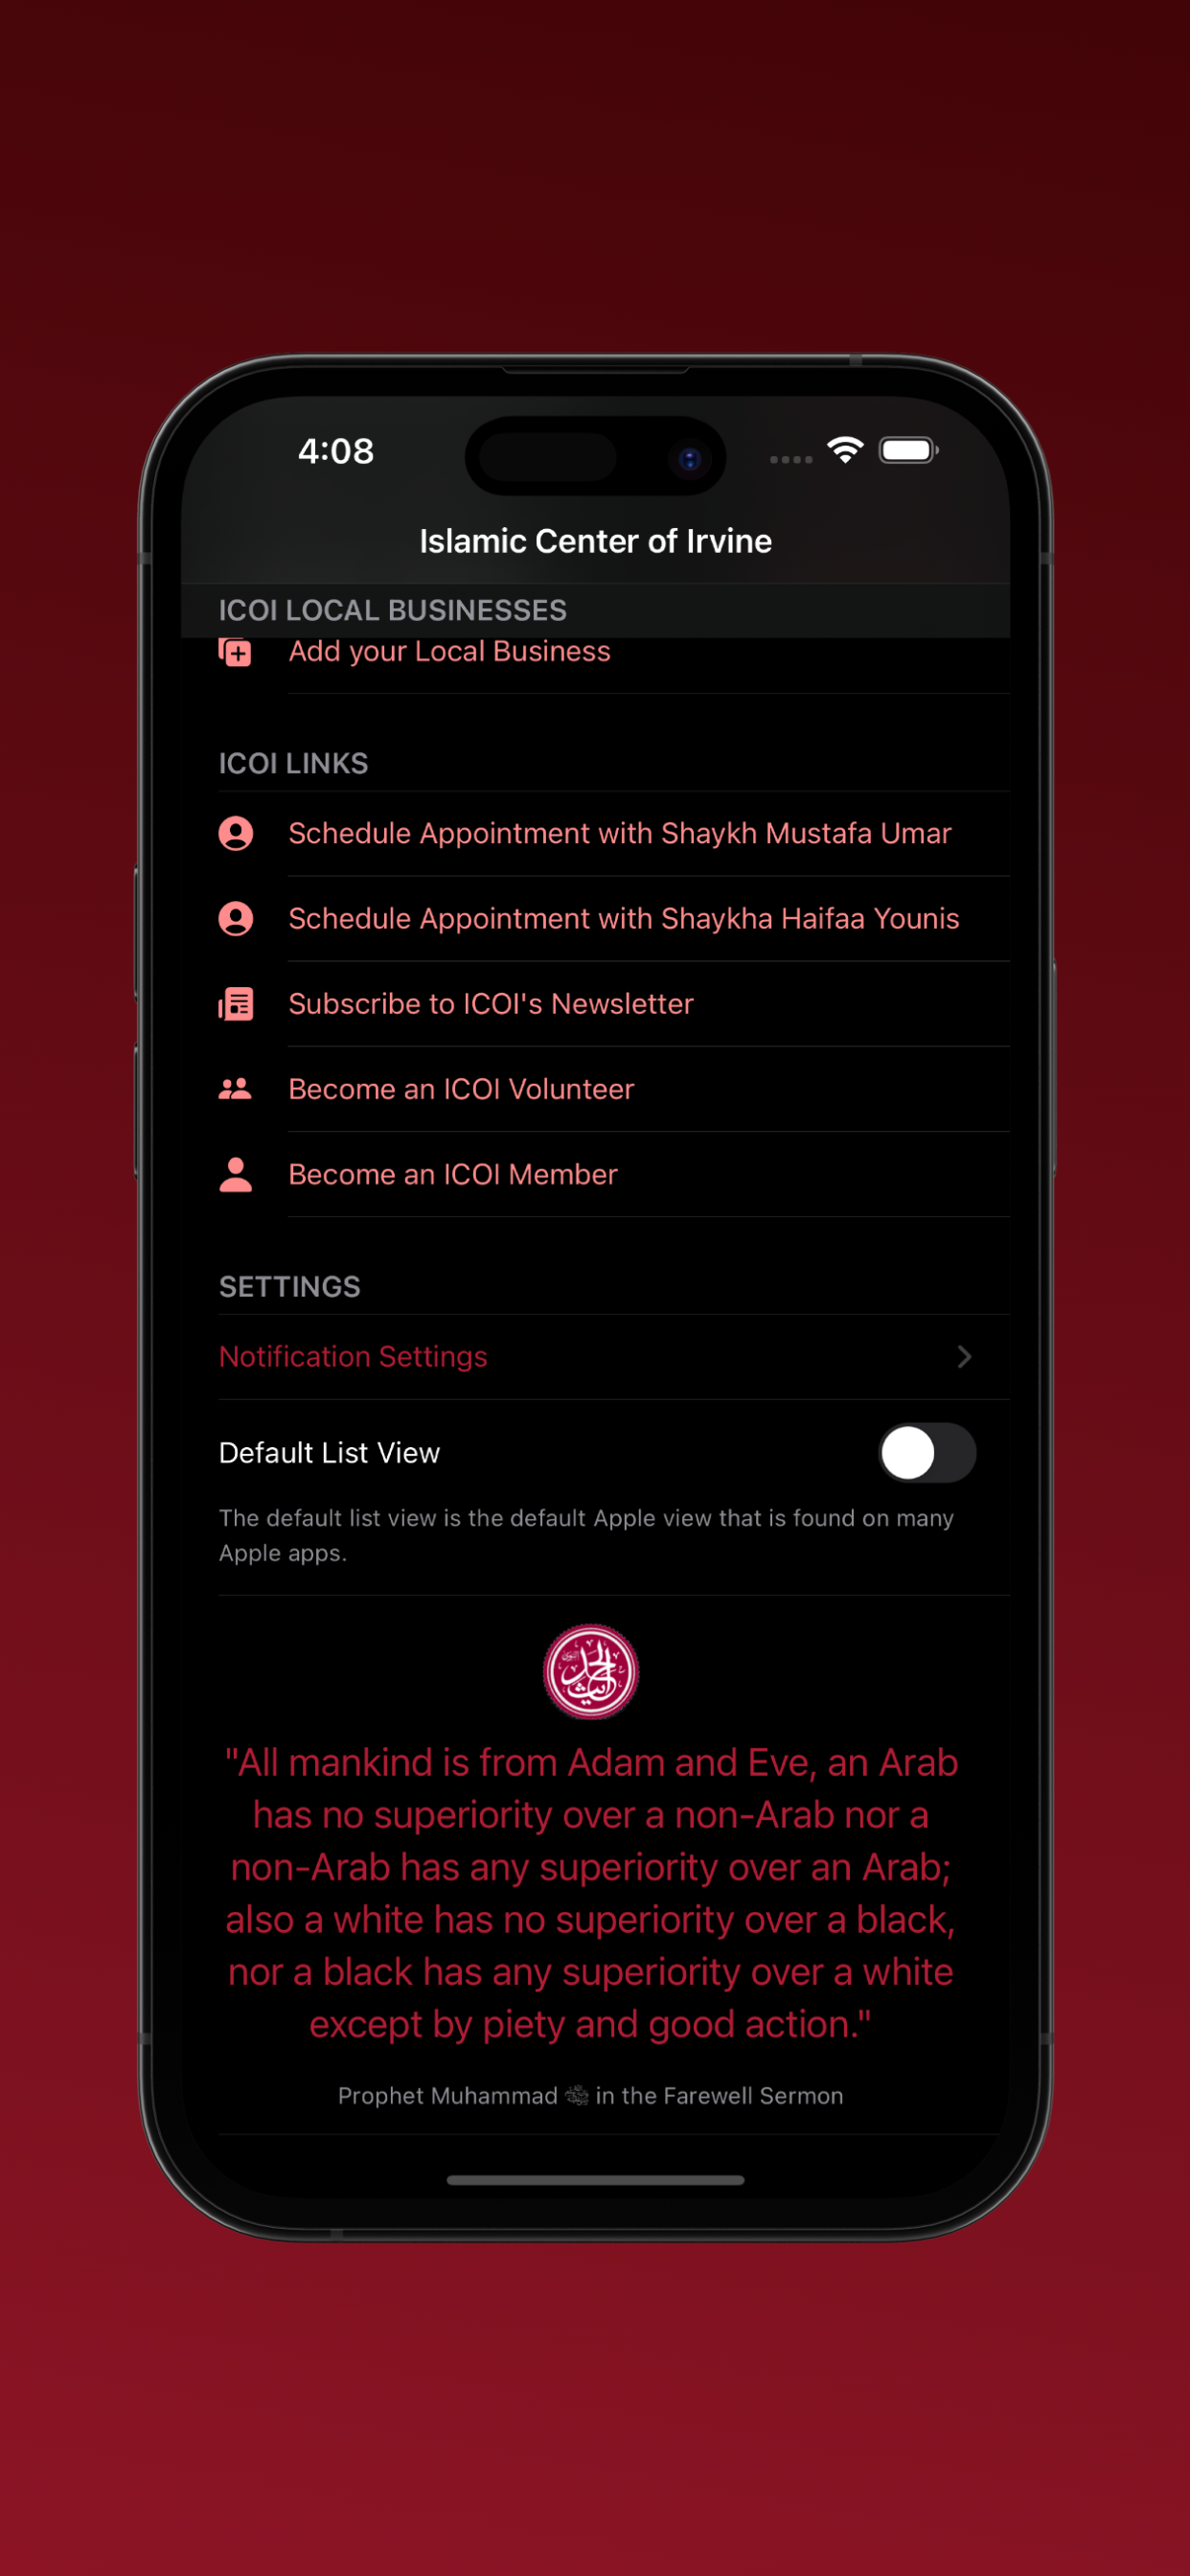 4:08
Islamic Center of Irvine
ICOI LOCAL BUSINESSES
Add your Local Business
ICOI LINKS
Schedule Appointment with Shaykh Mustafa Umar
Schedule Appointment with Shaykha Haifaa Younis
Subscribe to ICOI's Newsletter
Become an ICOI Volunteer
Become an ICOI Member
SETTINGS
Notification Settings
Default List View
The default list view is the default Apple view that is found on many
Apple apps.
"All mankind is from Adam and Eve, an Arab
has no superiority over a non-Arab nor a
non-Arab has any superiority over an Arab;
also a white has no superiority over a black,
nor a black has any superiority over a white
except by piety and good action."
Prophet Muhammad ﷺ in the Farewell Sermon